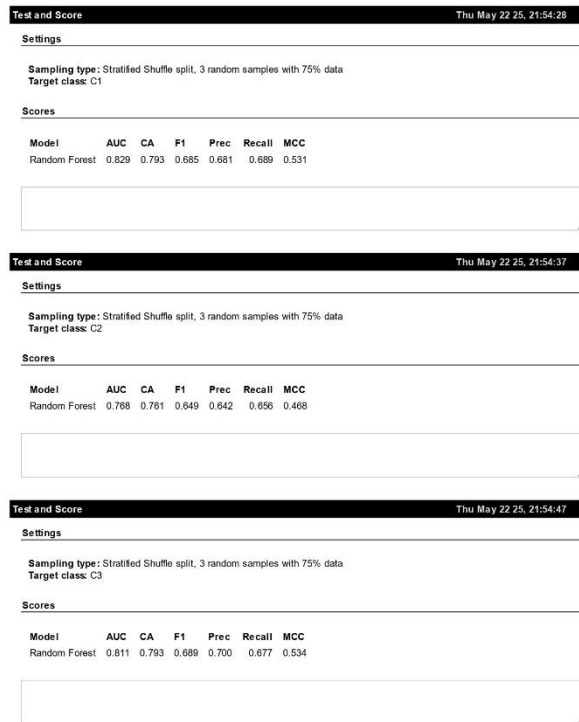 Test and Score Thu May 22 25, 21:54:28
Settings
Sampling type: Stratified Shuffle split, 3 random samples with 75% data
Target class: C1
Scores
Model AUC CA F1 Prec Recall MCC
Random Forest 0.829 0.793 0.685 0.681 0.689 0.531
Test and Score Thu May 22 25, 21:54:37
Settings
Sampling type: Stratified Shuffle split, 3 random samples with 75% data
Target class: C2
Scores
Model AUC CA F1 Prec Recall MCC
Random Forest 0.768 0.761 0.649 0.642 0.656 0.468
Test and Score Thu May 22 25, 21:54:47
Settings
Sampling type: Stratified Shuffle split, 3 random samples with 75% data
Target class: C3
Scores
Model AUC CA F1 Prec Recall MCC
Random Forest 0.811 0.793 0.689 0.700 0.677 0.534